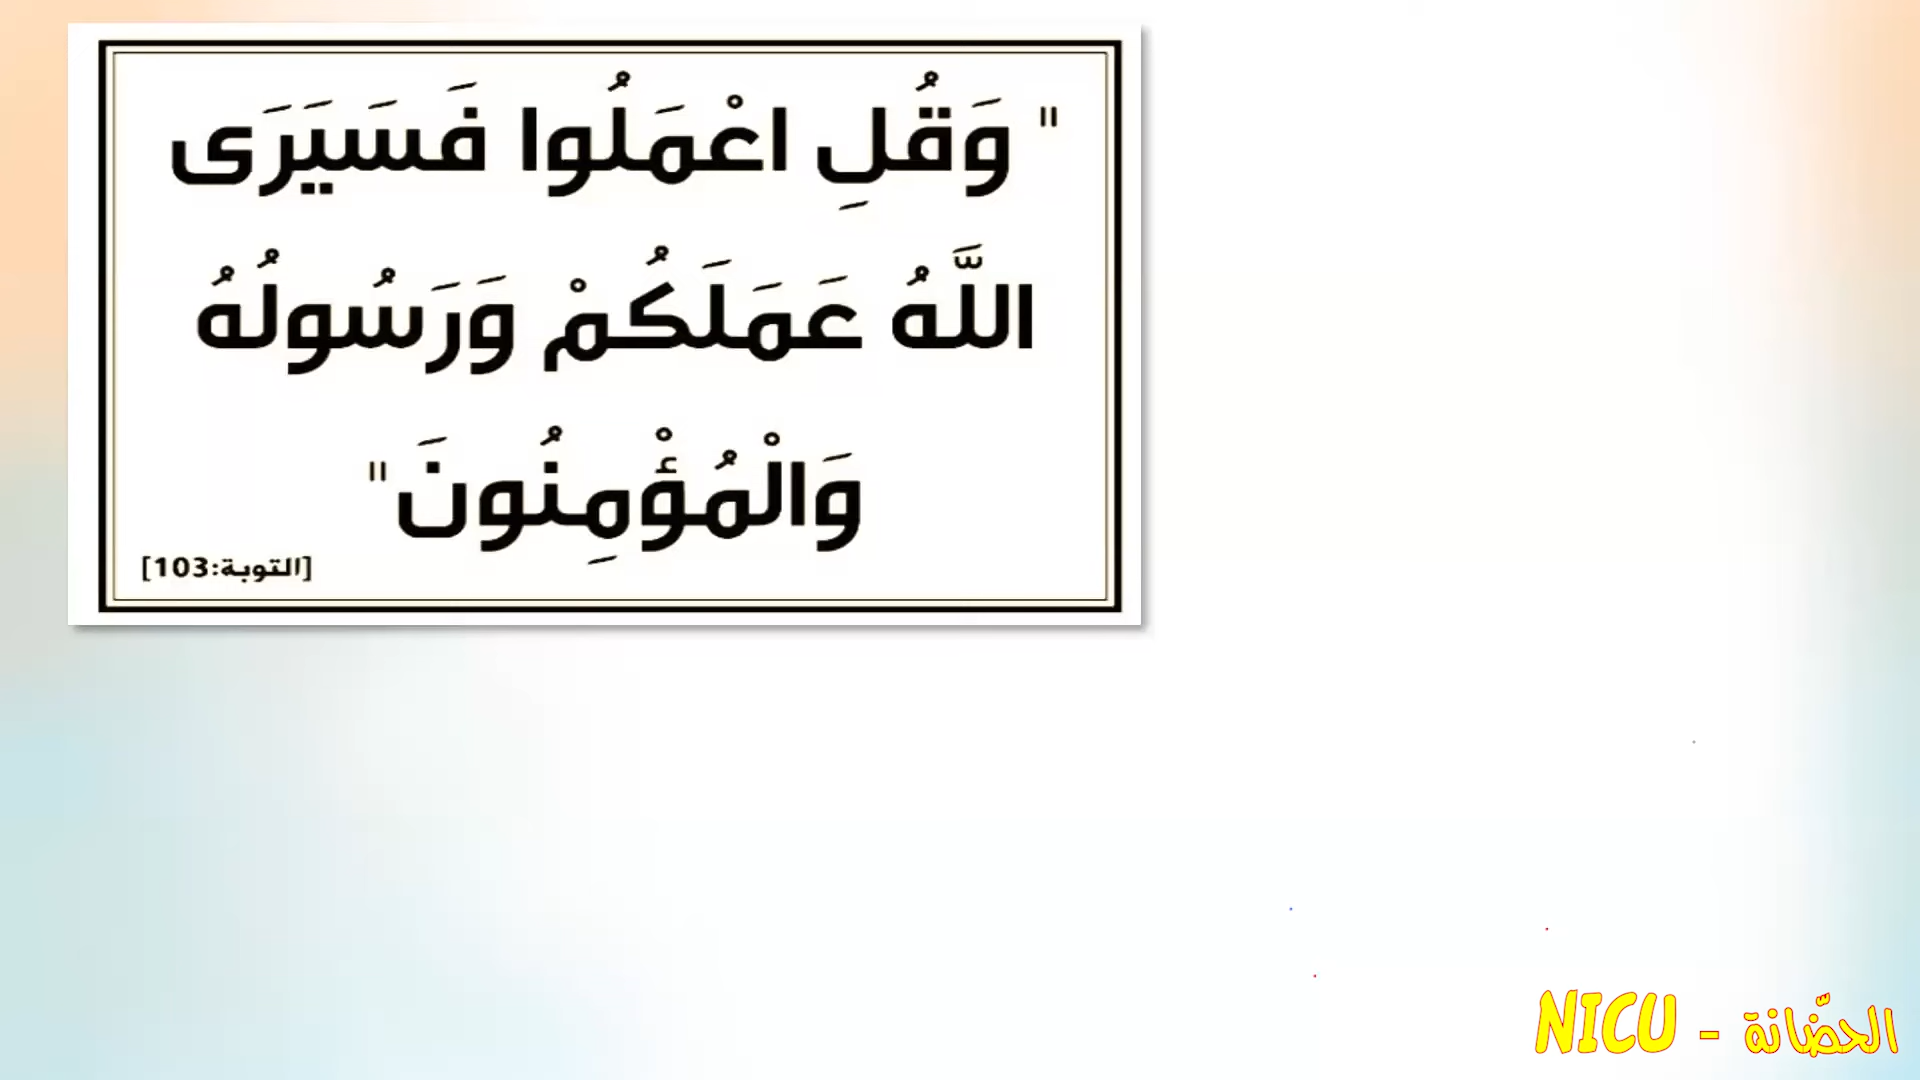 " وَقُلِ اعْمَلُوا فَسَيَرَى
اللَّهُ عَمَلَكُمْ وَرَسُولُهُ
وَالْمُؤْمِنُونَ"
[التوبة:103]
الحضّانة - NICU